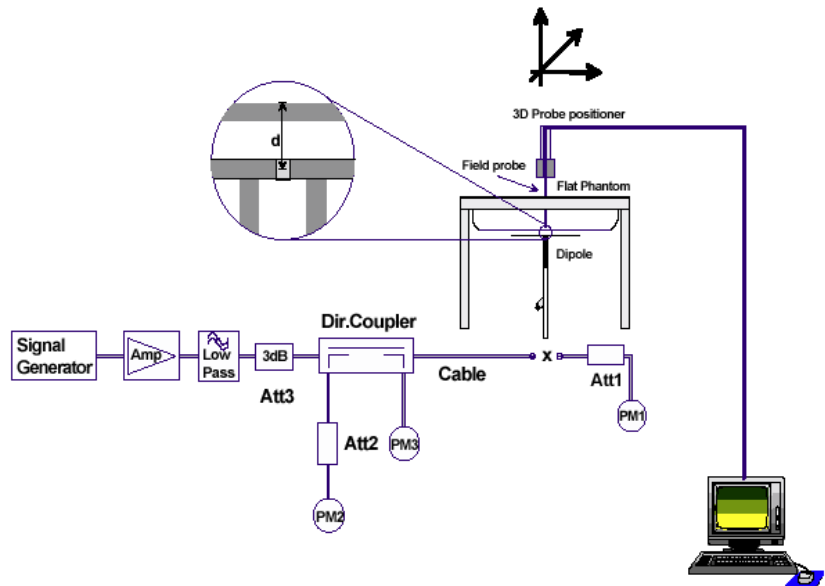 3D Probe positioner
d
Field probe
Flat Phantom
Dipole
Dir.Coupler
Signal
Generator
Amp
Low
Pass
3dB
Cable
x
Att1
Att3
PM1
Att2
PM3
PM2